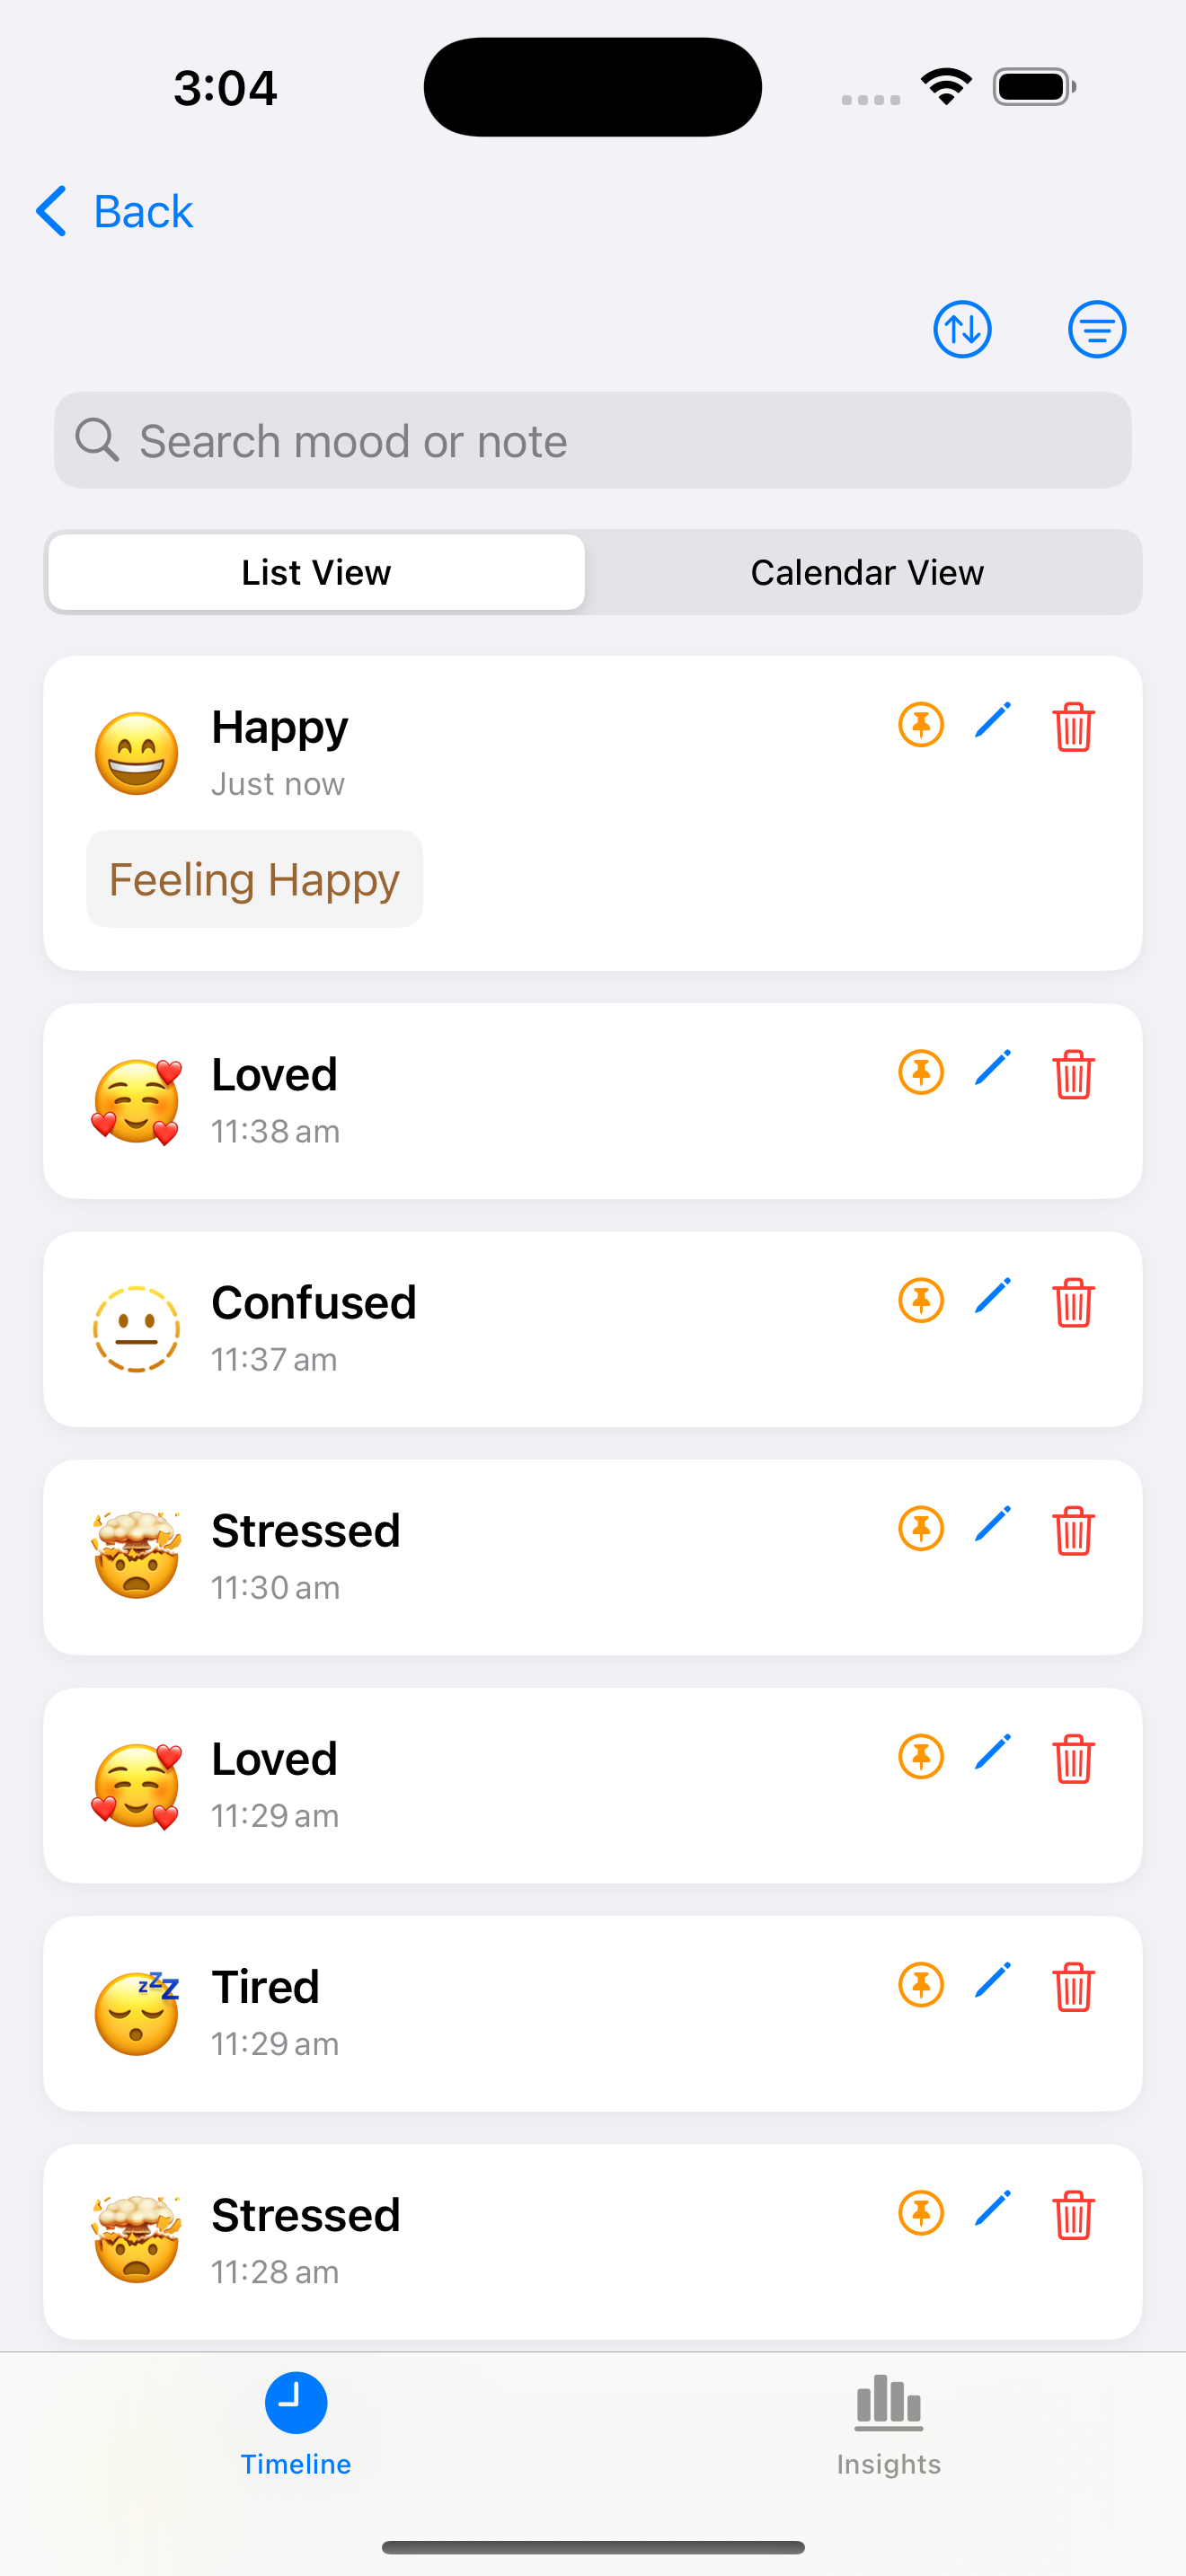 3:04
Back
Search mood or note
List View
Calendar View
Happy
Just now
Feeling Happy
Loved
11:38 am
Confused
11:37 am
Stressed
11:30 am
Loved
11:29 am
Tired
11:29 am
Stressed
11:28 am
Timeline
Insights